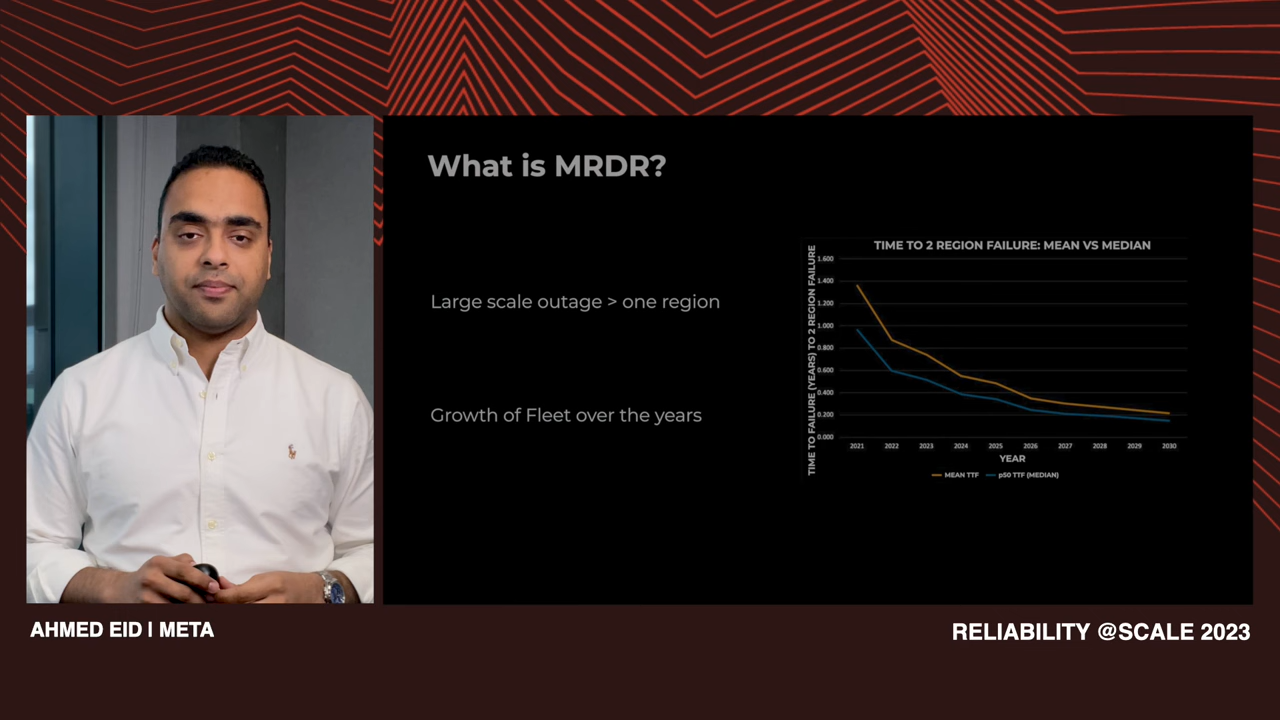 What is MRDR?
Large scale outage > one region
Growth of Fleet over the years
TIME TO 2 REGION FAILURE: MEAN VS MEDIAN
TIME TO FAILURE (YEARS) TO 2 REGION FAILURE
1.600
1.400
1.200
1.000
0.800
0.600
0.400
0.200
0.000
2021 2022 2023 2024 2025 2026 2027 2028 2029 2030
YEAR
MEAN TTF p50 TTF (MEDIAN)
AHMED EID | META
RELIABILITY @SCALE 2023